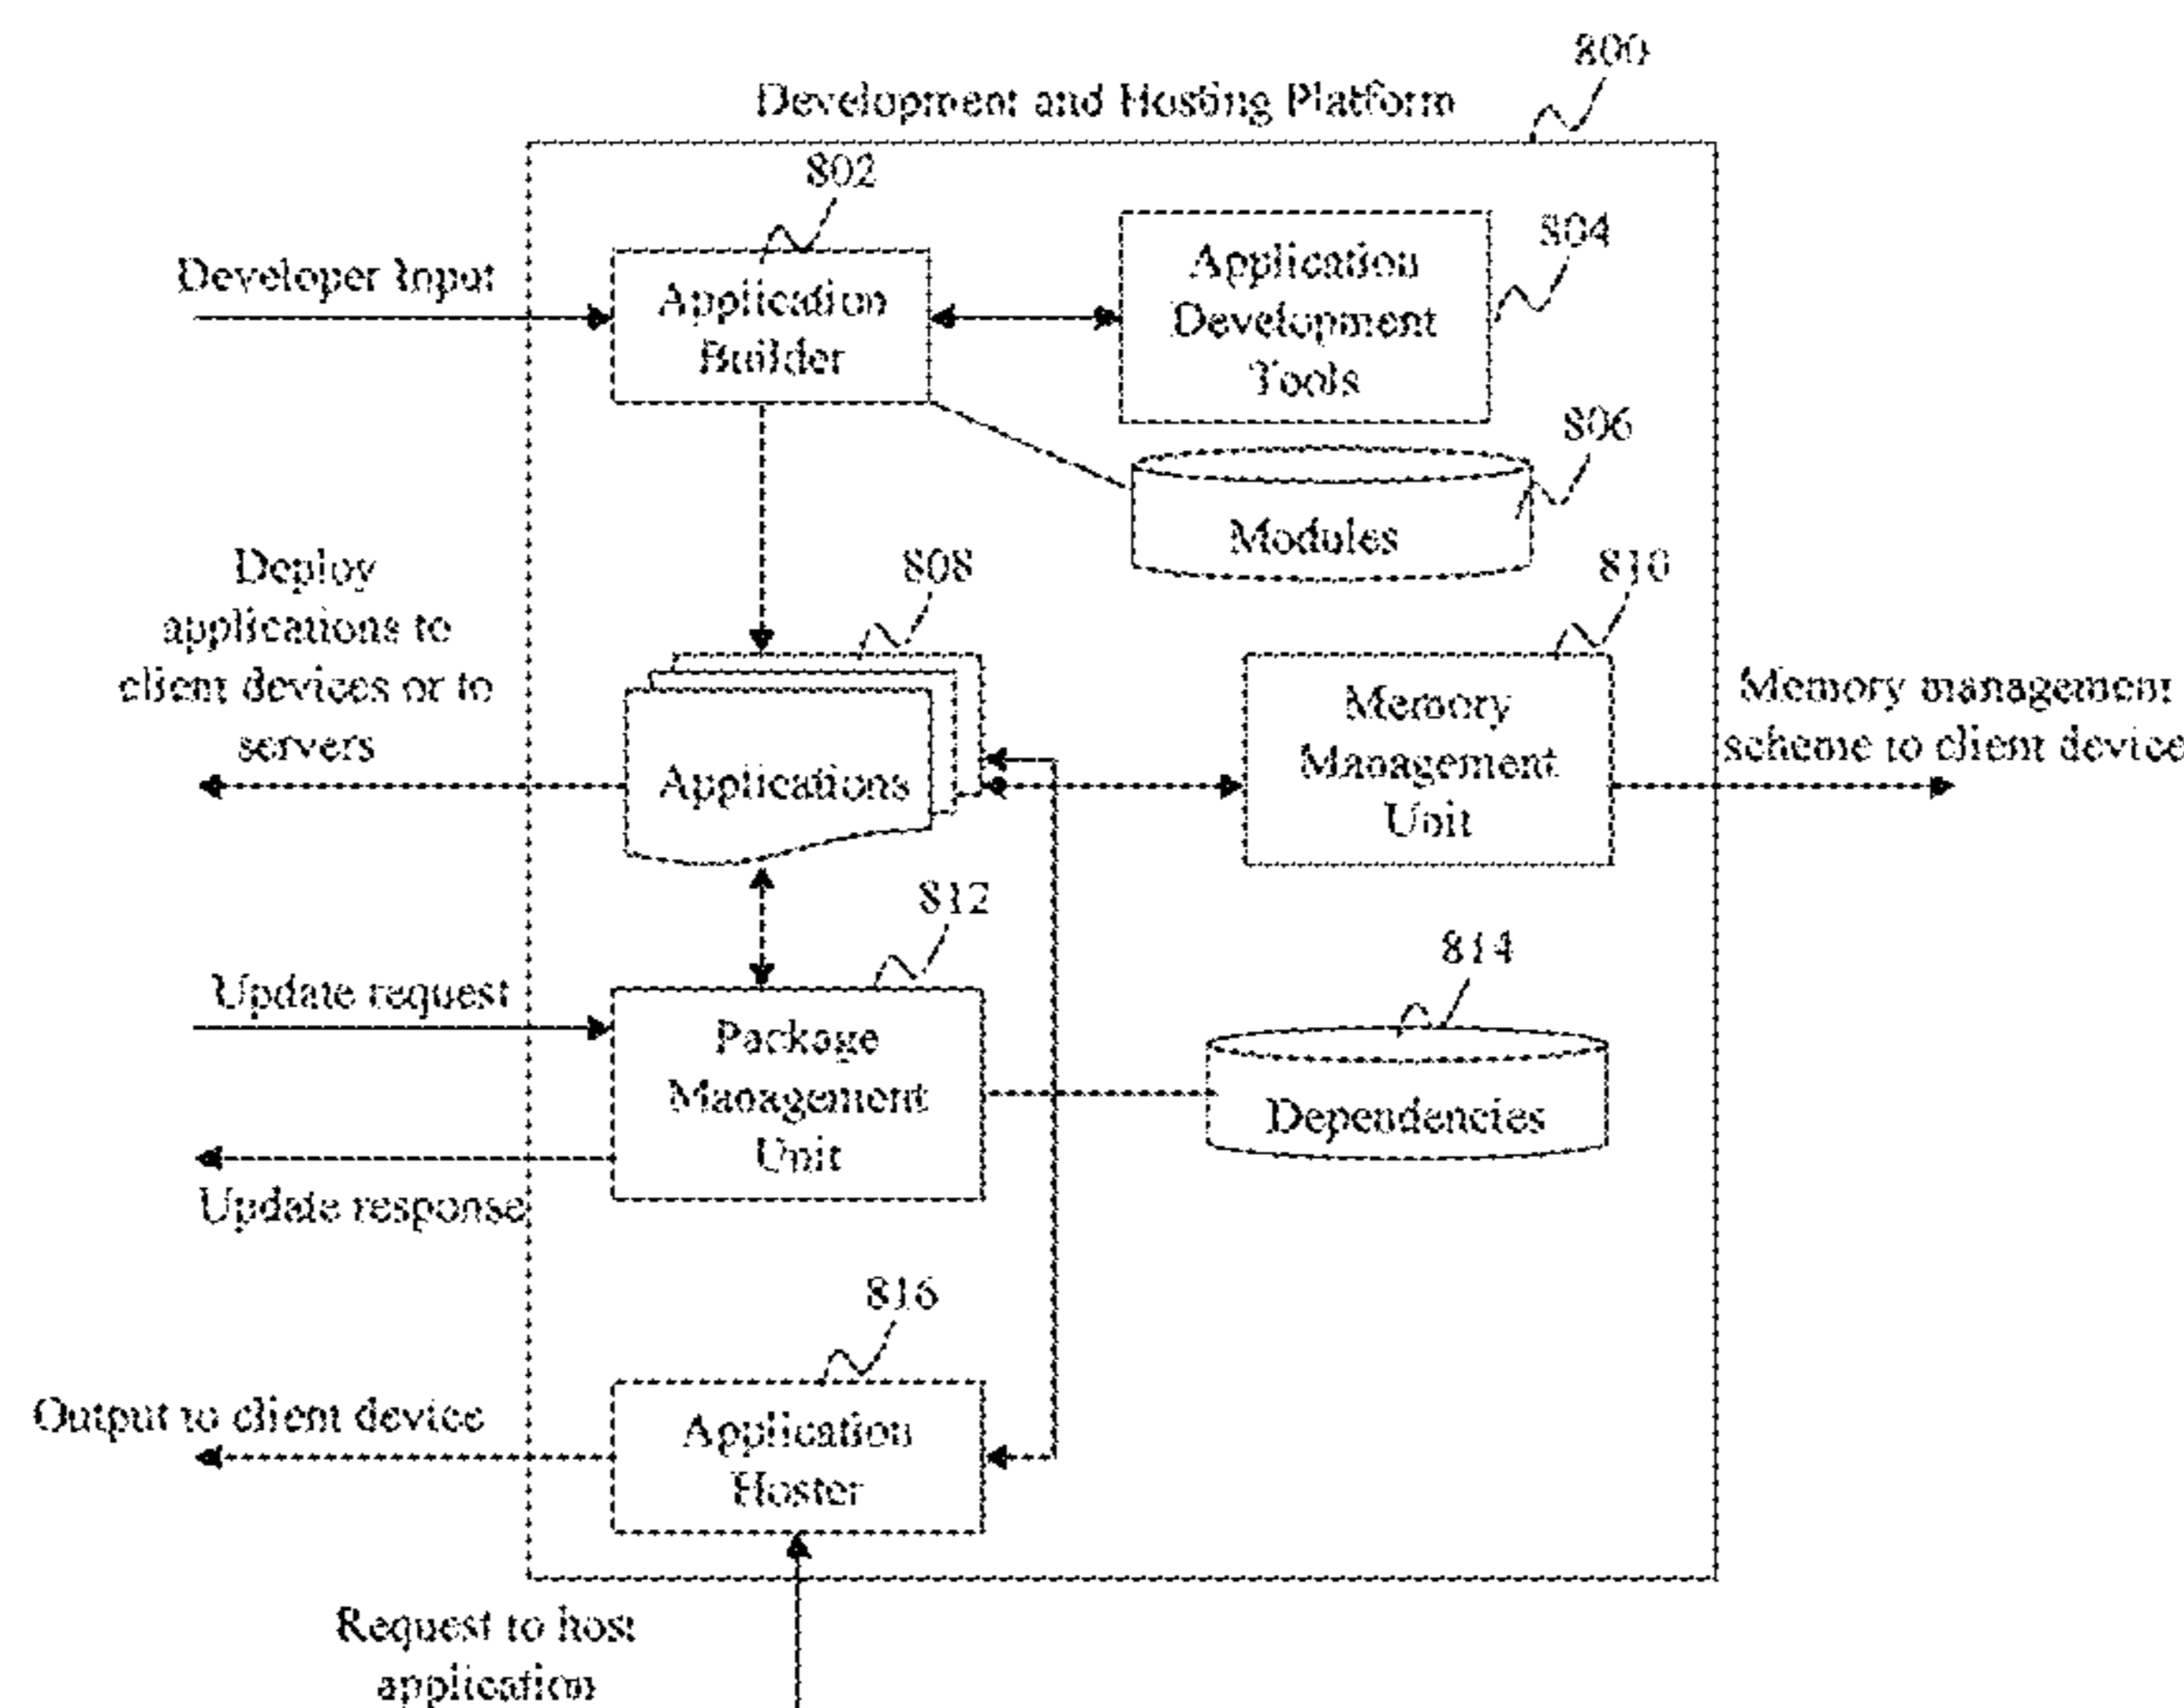 800
Development and Hosting Platform
802
804
Developer Input
Application
Builder
Application
Development
Tools
806
Modules
Deploy
applications to
client devices or to
servers
808
810
Applications
Memory
Management
Unit
Memory management
scheme to client device
812
814
Update request
Package
Management
Unit
Dependencies
Update response
816
Output to client device
Application
Hoster
Request to host
application